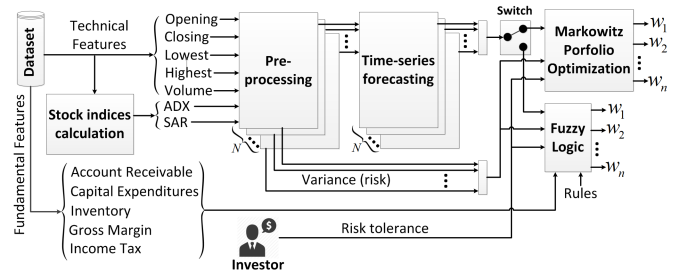 Dataset
Technical
Features
Fundamental Features
Stock indices
calculation
Opening
Closing
Lowest
Highest
Volume
ADX
SAR
Pre-
processing
N
Time-series
forecasting
N
Switch
Markowitz
Porfolio
Optimization
w1
w2
wn
Fuzzy
Logic
w1
w2
wn
Rules
Variance (risk)
Account Receivable
Capital Expenditures
Inventory
Gross Margin
Income Tax
$
Risk tolerance
Investor